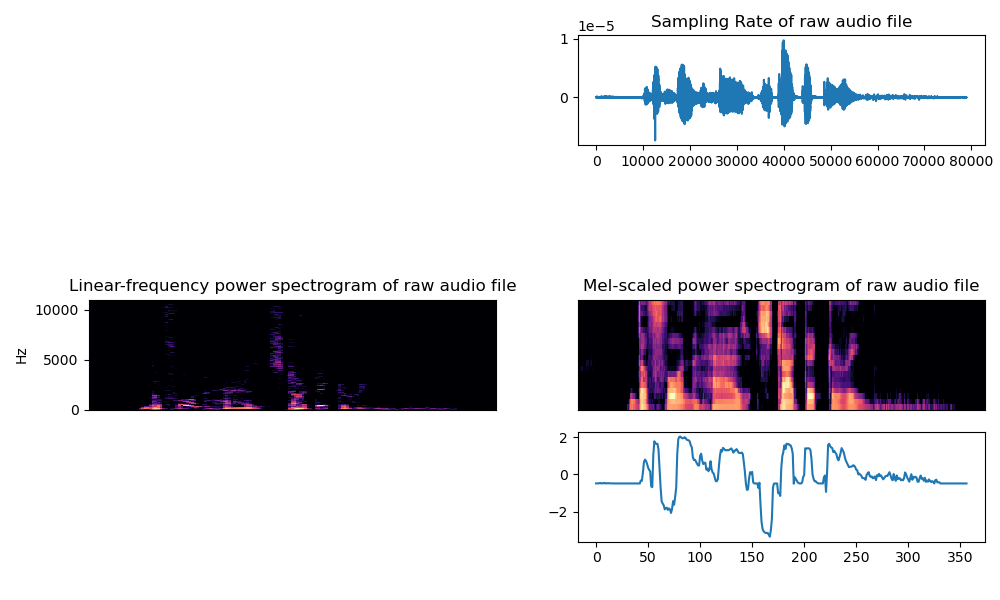 Sampling Rate of raw audio file
1e−5
1
0
0 10000 20000 30000 40000 50000 60000 70000 80000
Linear-frequency power spectrogram of raw audio file
Hz
10000
5000
0
Mel-scaled power spectrogram of raw audio file
2
0
−2
0 50 100 150 200 250 300 350